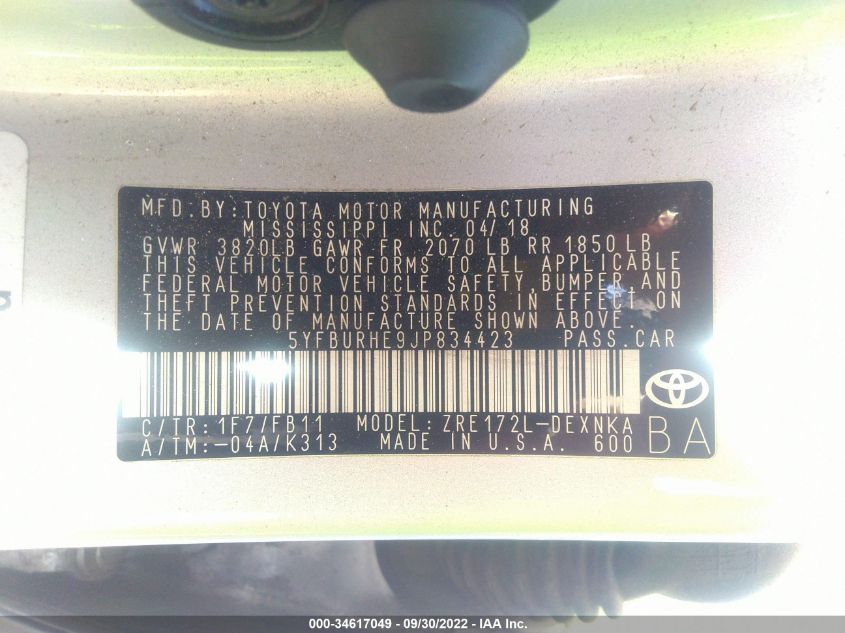 MFD.BY:TOYOTA MOTOR MANUFACTURING
MISSISSIPPI INC. 04/18
GVWR 3820LB GAWR FR 2070 LB RR 1850 LB
THIS VEHICLE CONFORMS TO ALL APPLICABLE
FEDERAL MOTOR VEHICLE SAFETY,BUMPER,AND
THEFT PREVENTION STANDARDS IN EFFECT ON
THE DATE OF MANUFACTURE SHOWN ABOVE.
5YFBURHE9JP834423 PASS.CAR
C/TR:1F7/FB11 MODEL:ZRE172L-DEXNKA
A/TM:-04A/K313 MADE IN U.S.A. 600
BA
000-34617049 - 09/30/2022 - IAA Inc.